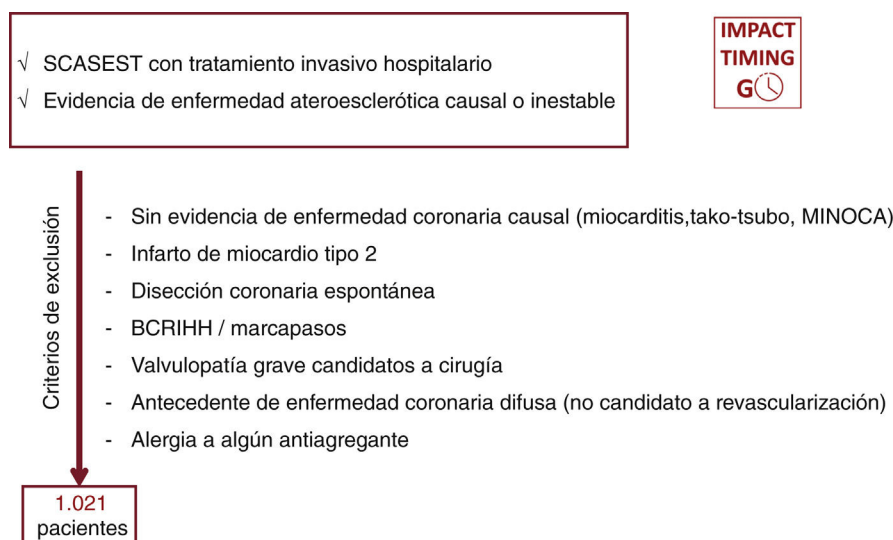 √ SCASEST con tratamiento invasivo hospitalario
√ Evidencia de enfermedad ateroesclerótica causal o inestable
IMPACT
TIMING
GO
Criterios de exclusión
- Sin evidencia de enfermedad coronaria causal (miocarditis,tako-tsubo, MINOCA)
- Infarto de miocardio tipo 2
- Disección coronaria espontánea
- BCRIHH / marcapasos
- Valvulopatía grave candidatos a cirugía
- Antecedente de enfermedad coronaria difusa (no candidato a revascularización)
- Alergia a algún antiagregante
1.021
pacientes